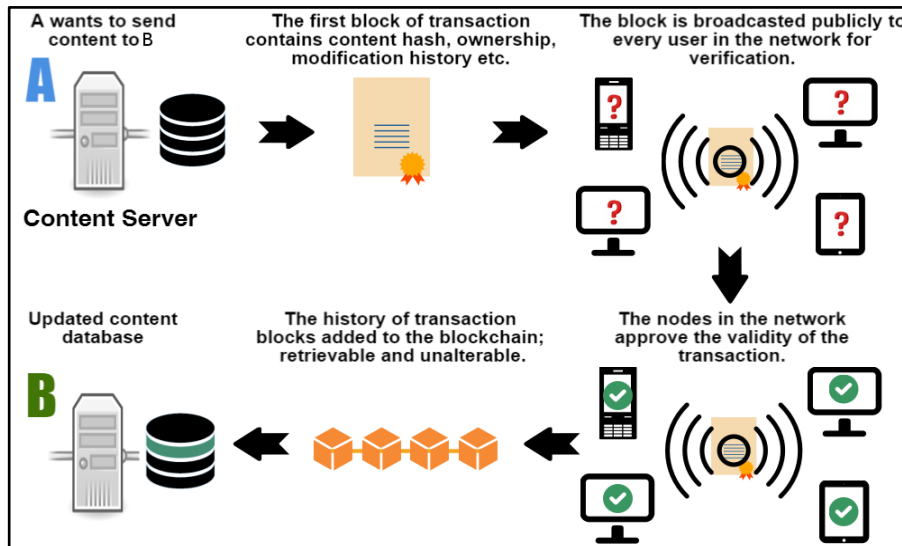 A wants to send
content to B
The first block of transaction
contains content hash, ownership,
modification history etc.
The block is broadcasted publicly to
every user in the network for
verification.
A
?
?
?
?
Content Server
Updated content
database
The history of transaction
blocks added to the blockchain;
retrievable and unalterable.
The nodes in the network
approve the validity of the
transaction.
B